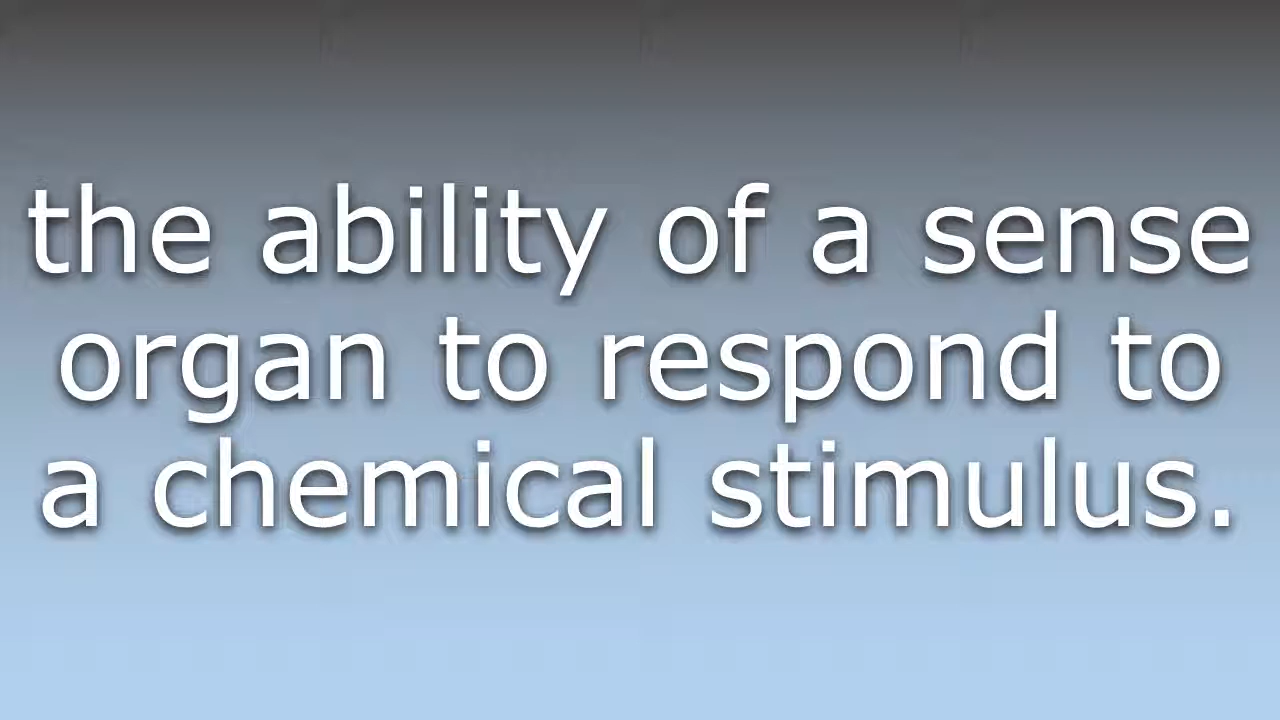 the ability of a sense
organ to respond to
a chemical stimulus.